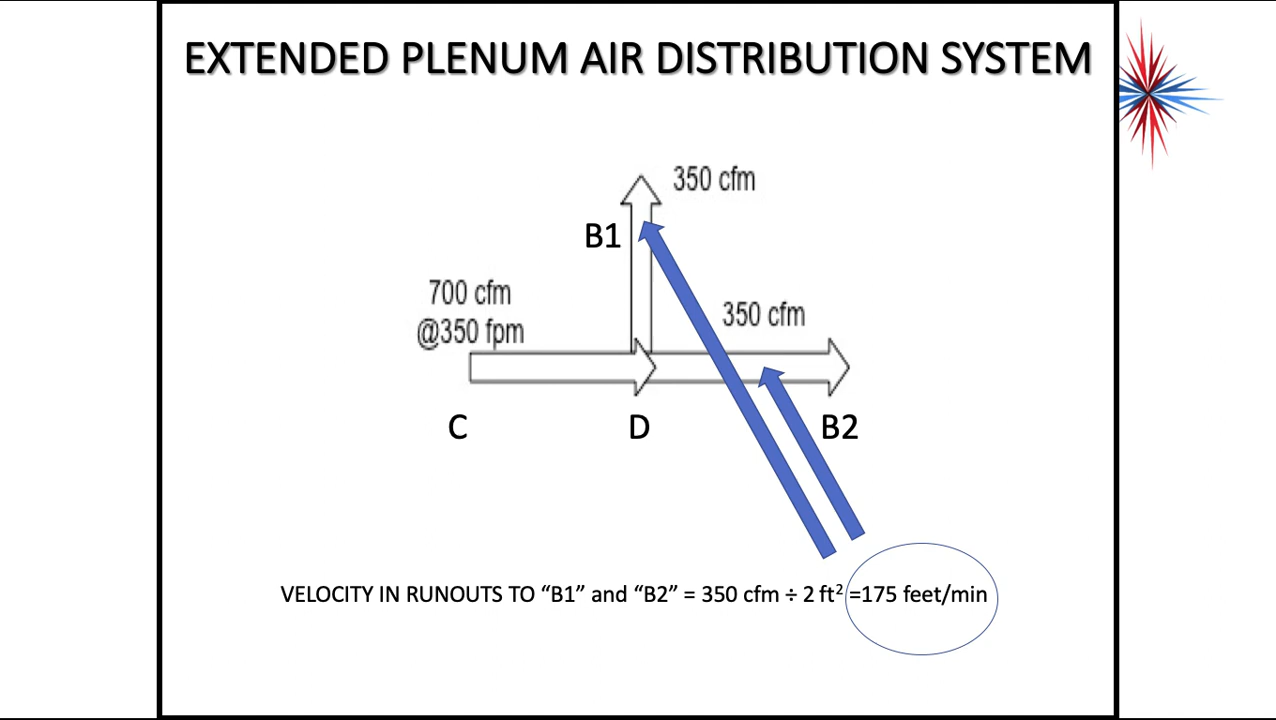 EXTENDED PLENUM AIR DISTRIBUTION SYSTEM
350 cfm
B1
700 cfm
@350 fpm
350 cfm
C
D
B2
VELOCITY IN RUNOUTS TO “B1” and “B2” = 350 cfm ÷ 2 ft² =175 feet/min